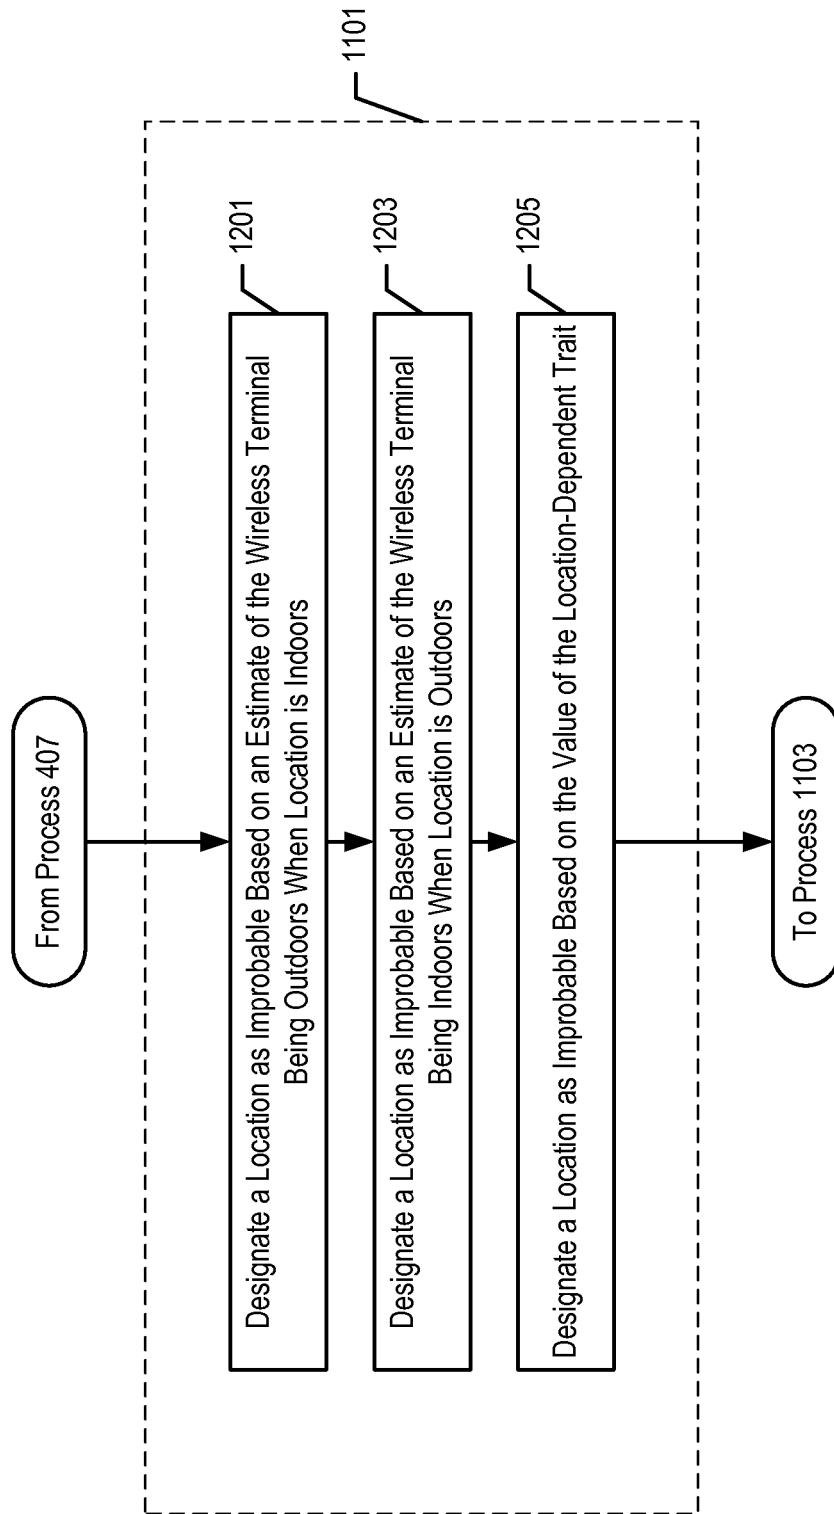 From Process 407
1101
1201
Designate a Location as Improbable Based on an Estimate of the Wireless Terminal
Being Outdoors When Location is Indoors
1203
Designate a Location as Improbable Based on an Estimate of the Wireless Terminal
Being Indoors When Location is Outdoors
1205
Designate a Location as Improbable Based on the Value of the Location-Dependent Trait
To Process 1103